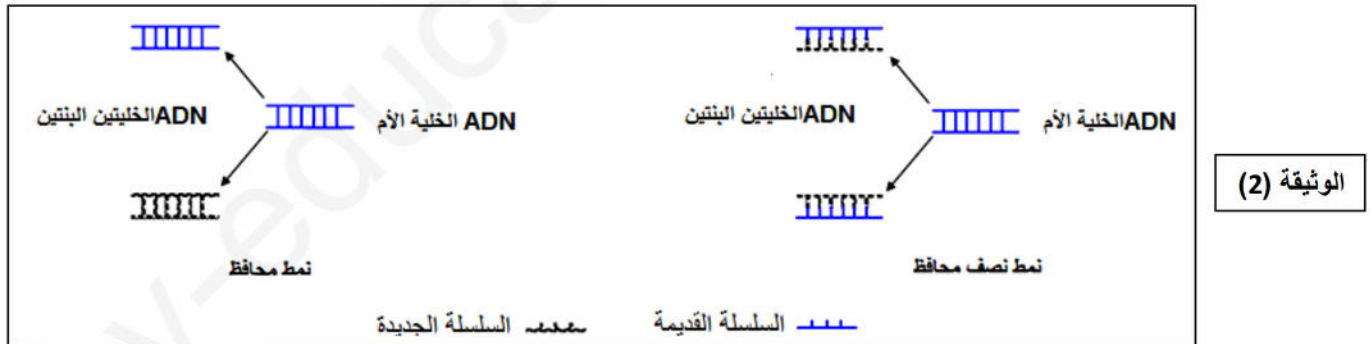 ADNالخلية الأم
ADNالخليتين البنتين
نمط نصف محافظ
ADN الخلية الأم
ADNالخليتين البنتين
نمط محافظ
السلسلة القديمة
السلسلة الجديدة
الوثيقة (2)